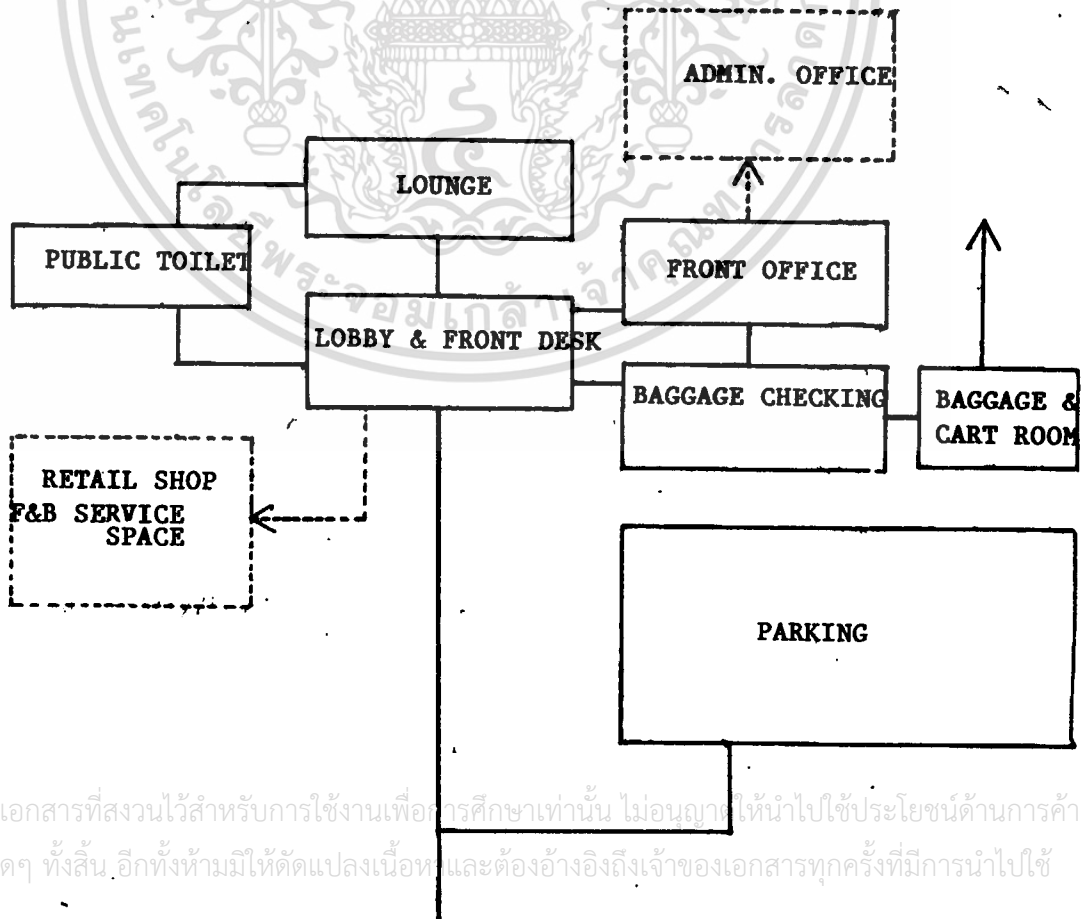 ADMIN. OFFICE
LOUNGE
PUBLIC TOILET
FRONT OFFICE
LOBBY & FRONT DESK
BAGGAGE CHECKING
BAGGAGE &
CART ROOM
RETAIL SHOP
F&B SERVICE
SPACE
PARKING
เอกสารที่สงวนไว้สำหรับการใช้งานเพื่อการศึกษาเท่านั้น ไม่อนุญาตให้นำไปใช้ประโยชน์ด้านการค้า
ทั้งสิ้น อีกทั้งห้ามมิให้ดัดแปลงเนื้อหาและต้องอ้างอิงถึงเจ้าของเอกสารทุกครั้งที่มีการนำไปใช้